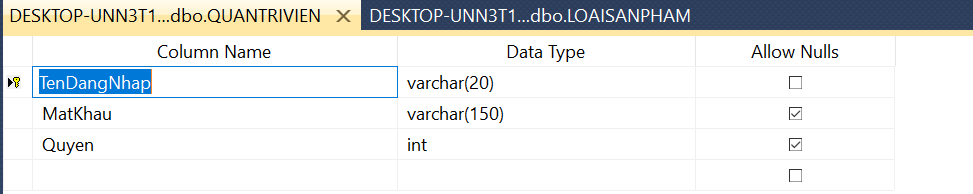 DESKTOP-UNN3T1...dbo.QUANTRIVIEN DESKTOP-UNN3T1...dbo.LOAISANPHAM
Column Name Data Type Allow Nulls
TenDangNhap varchar(20)
MatKhau varchar(150)
Quyen int